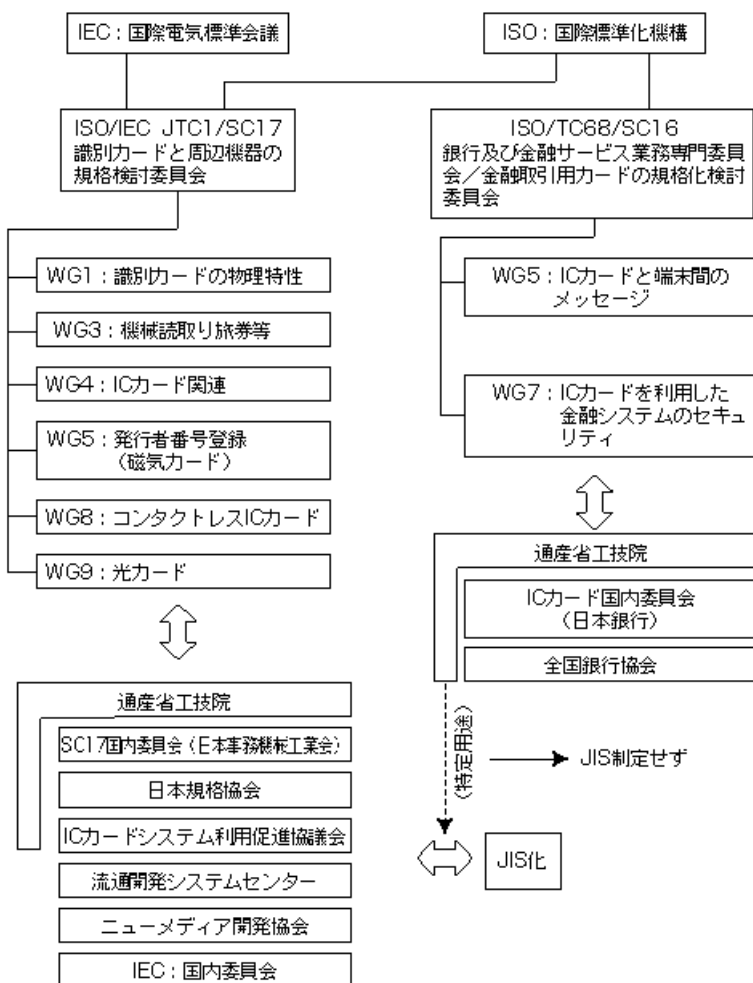 IEC：国際電気標準会議
ISO：国際標準化機構
ISO/IEC JTC1/SC17
識別カードと周辺機器の
規格検討委員会
ISO/TC68/SC16
銀行及び金融サービス業務専門委員
会／金融取引用カードの規格化検討
委員会
WG1：識別カードの物理特性
WG3：機械読取り旅券等
WG4：ICカード関連
WG5：発行者番号登録
（磁気カード）
WG8：コンタクトレスICカード
WG9：光カード
WG5：ICカードと端末間の
メッセージ
WG7：ICカードを利用した
金融システムのセキュ
リティ
通産省工技院
ICカード国内委員会
（日本銀行）
全国銀行協会
（特定用途）
JIS制定せず
JIS化
通産省工技院
SC17国内委員会（日本事務機械工業会）
日本規格協会
ICカードシステム利用促進協議会
流通開発システムセンター
ニューメディア開発協会
IEC：国内委員会